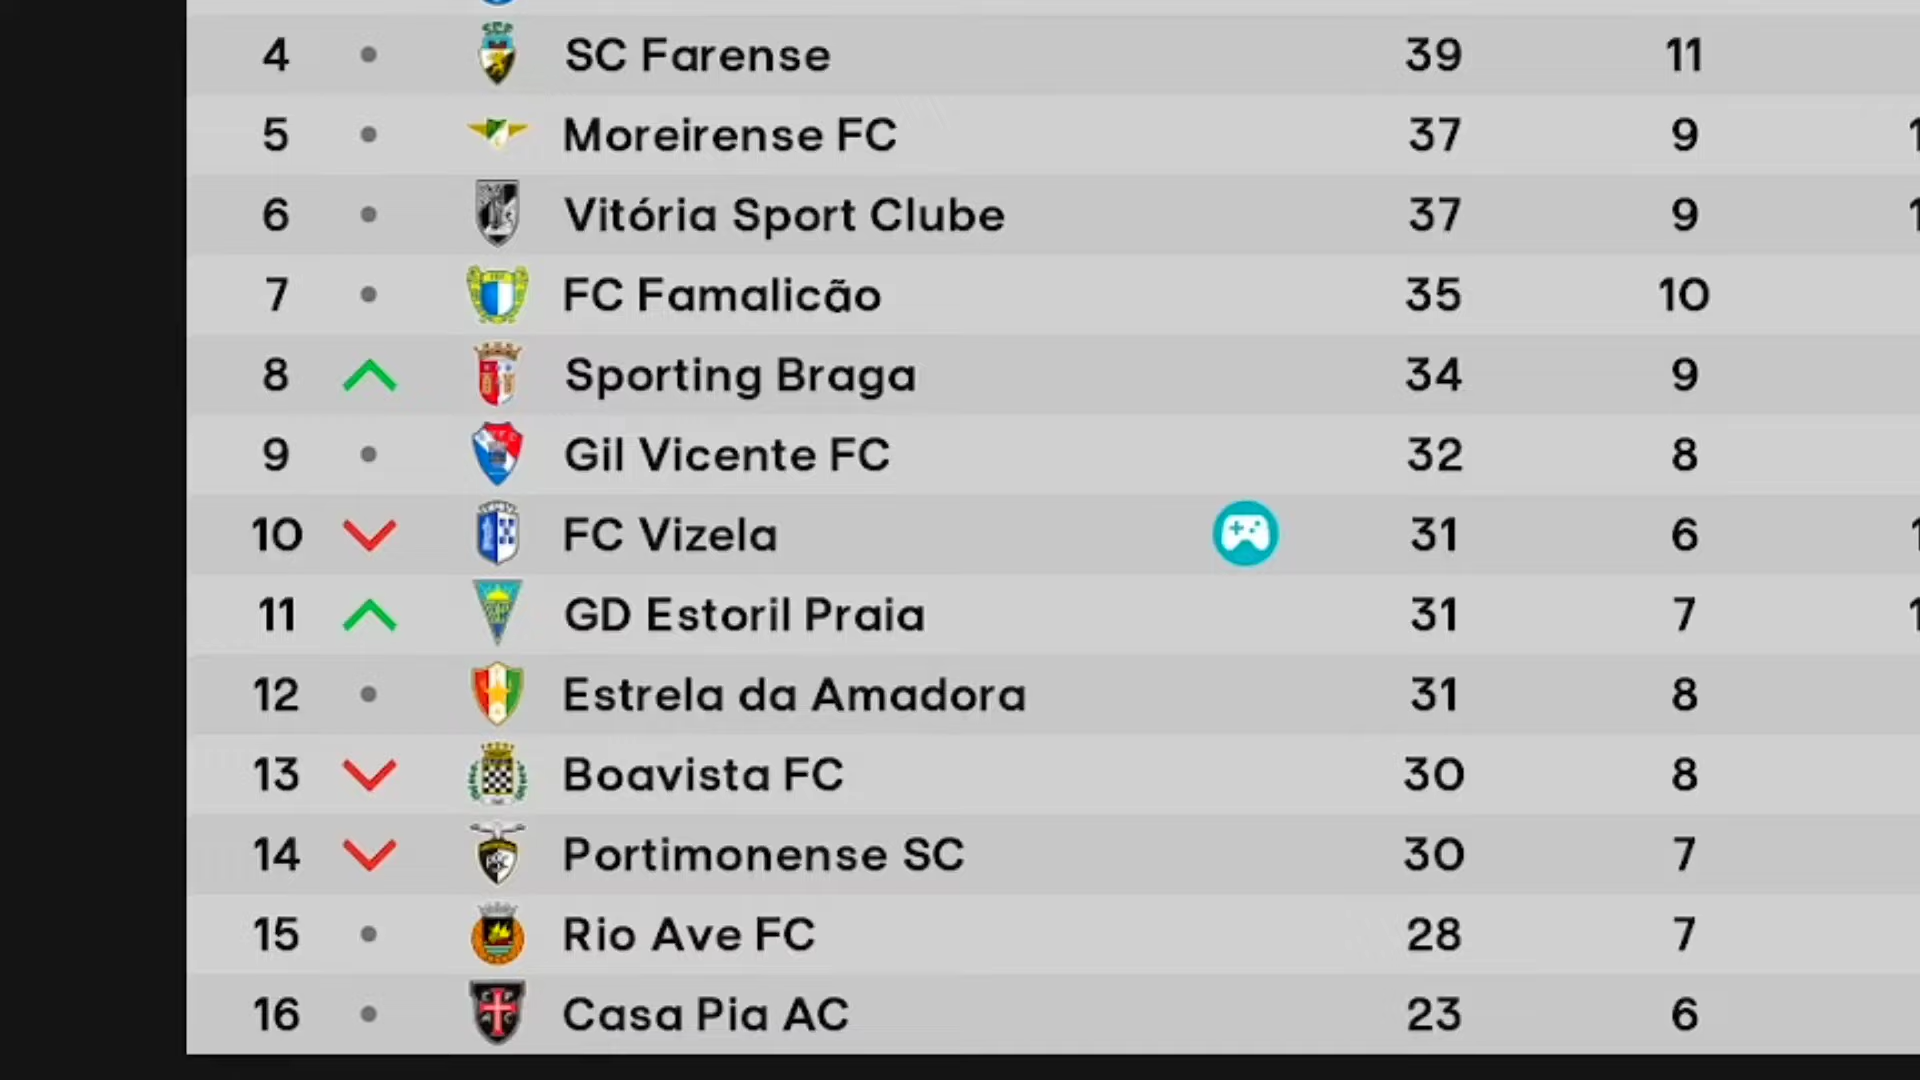 4 SC Farense 39 11
5 Moreirense FC 37 9
6 Vitória Sport Clube 37 9
7 FC Famalicão 35 10
8 Sporting Braga 34 9
9 Gil Vicente FC 32 8
10 FC Vizela 31 6
11 GD Estoril Praia 31 7
12 Estrela da Amadora 31 8
13 Boavista FC 30 8
14 Portimonense SC 30 7
15 Rio Ave FC 28 7
16 Casa Pia AC 23 6